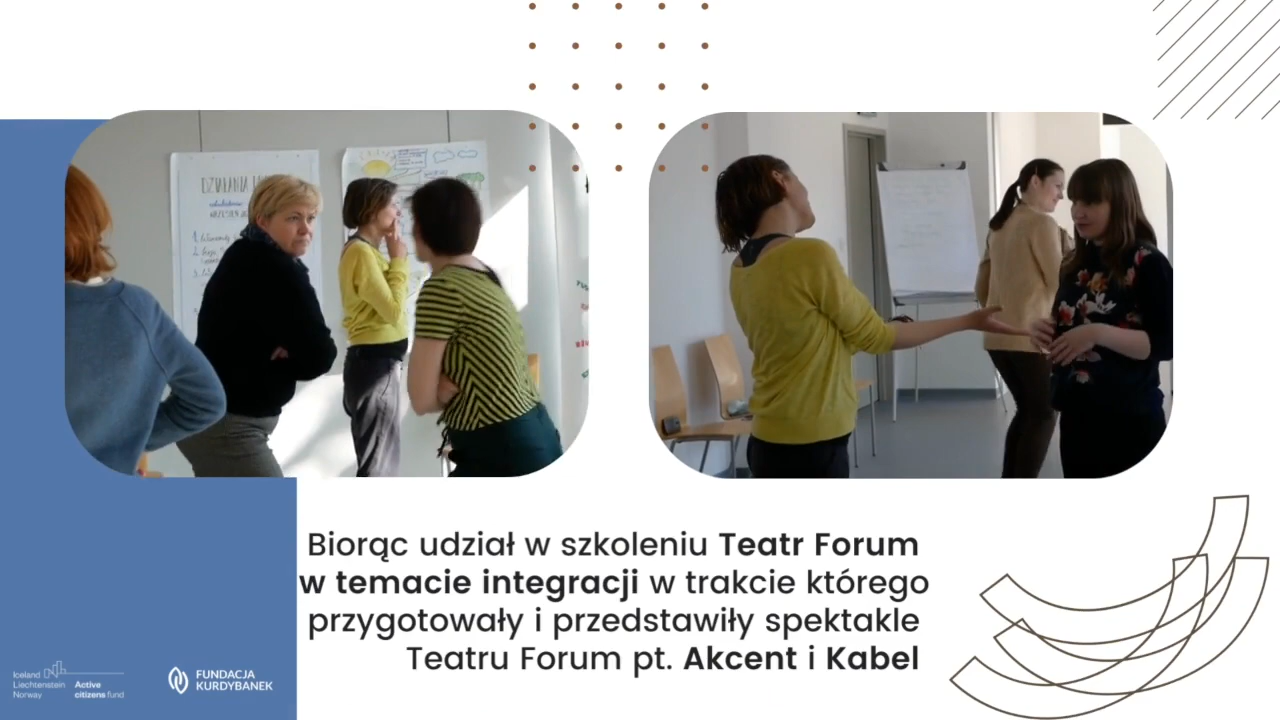 DZIAŁANIA
Biorąc udział w szkoleniu Teatr Forum
w temacie integracji w trakcie którego
przygotowały i przedstawiły spektakle
Teatru Forum pt. Akcent i Kabel
Iceland
Liechtenstein
Norway
Active
citizens fund
FUNDACJA
KURDYBANEK